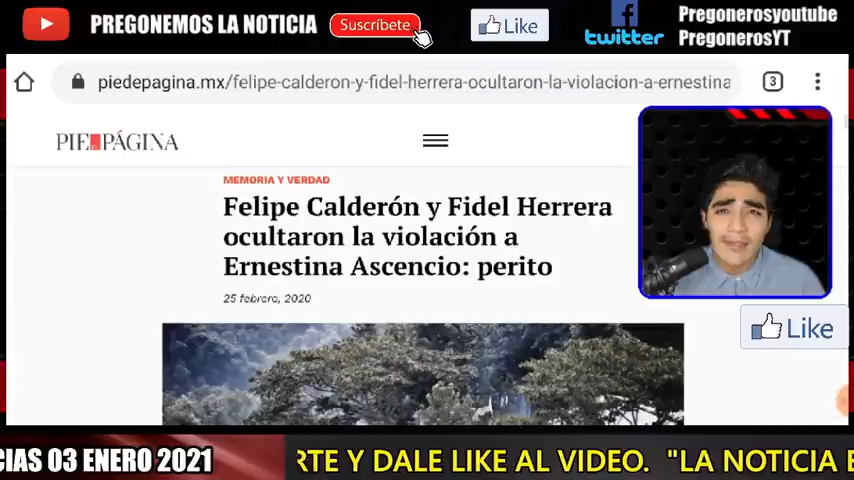 PREGONEMOS LA NOTICIA
Suscríbete
Like
twitter
Pregonerosyoutube
PregonerosYT
piedepagina.mx/felipe-calderon-y-fidel-herrera-ocultaron-la-violacion-a-ernestina
3
PIE PÁGINA
MEMORIA Y VERDAD
Felipe Calderón y Fidel Herrera
ocultaron la violación a
Ernestina Ascencio: perito
25 febrero, 2020
Like
CIAS 03 ENERO 2021
RTE Y DALE LIKE AL VIDEO. "LA NOTICIA E